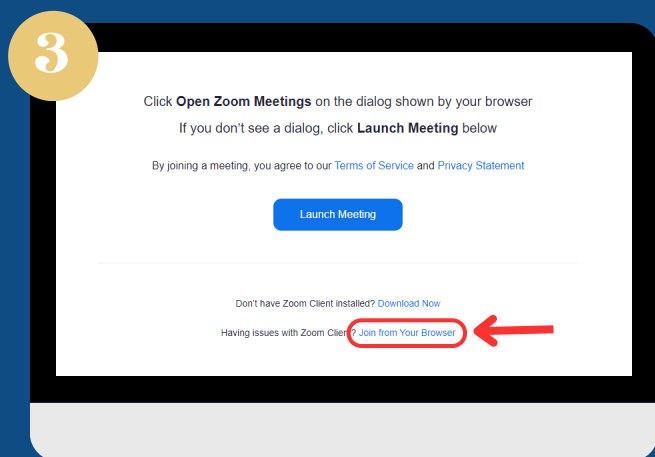 3
Click Open Zoom Meetings on the dialog shown by your browser
If you don't see a dialog, click Launch Meeting below
By joining a meeting, you agree to our Terms of Service and Privacy Statement
Launch Meeting
Don't have Zoom Client installed? Download Now
Having issues with Zoom Client? Join from Your Browser